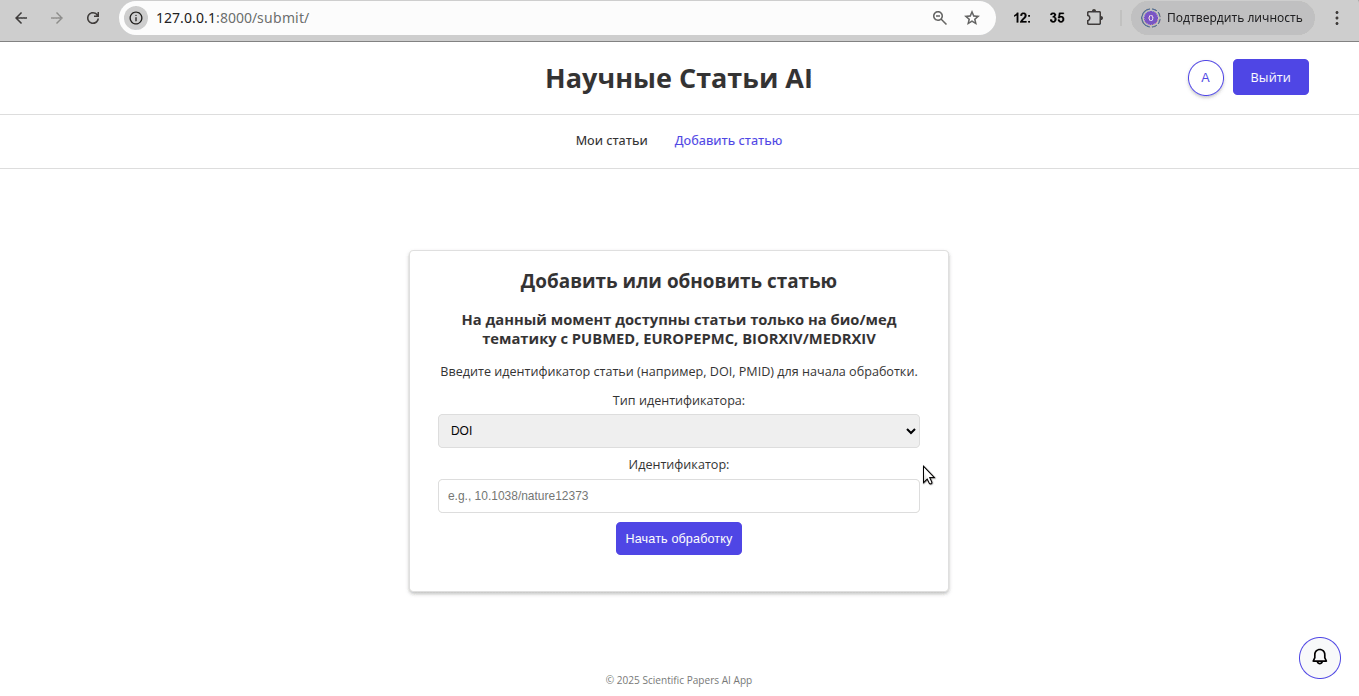 127.0.0.1:8000/submit/
12: 35
Подтвердить личность
Научные Статьи AI
A
Выйти
Мои статьи
Добавить статью
Добавить или обновить статью
На данный момент доступны статьи только на био/мед
тематику с PUBMED, EUROPEPMC, BIORXIV/MEDRXIV
Введите идентификатор статьи (например, DOI, PMID) для начала обработки.
Тип идентификатора:
DOI
Идентификатор:
e.g., 10.1038/nature12373
Начать обработку
© 2025 Scientific Papers AI App